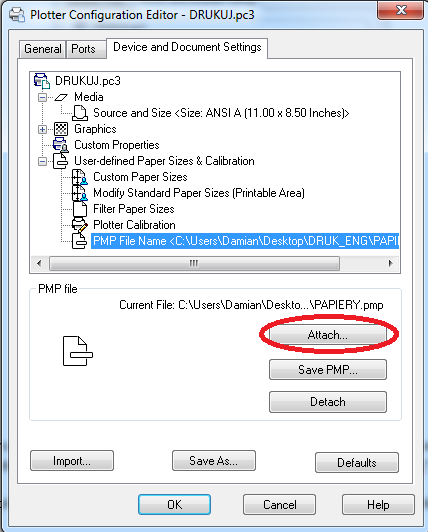 Plotter Configuration Editor - DRUKUJ.pc3
General Ports Device and Document Settings
DRUKUJ.pc3
Media
Source and Size <Size: ANSI A (11.00 x 8.50 Inches)>
Graphics
Custom Properties
User-defined Paper Sizes & Calibration
Custom Paper Sizes
Modify Standard Paper Sizes (Printable Area)
Filter Paper Sizes
Plotter Calibration
PMP File Name <C:\Users\Damian\Desktop\DRUK_ENG\PAPI
PMP file
Current File: C:\Users\Damian\Deskto...\PAPIERY.pmp
Attach...
Save PMP...
Detach
Import... Save As... Defaults
OK Cancel Help